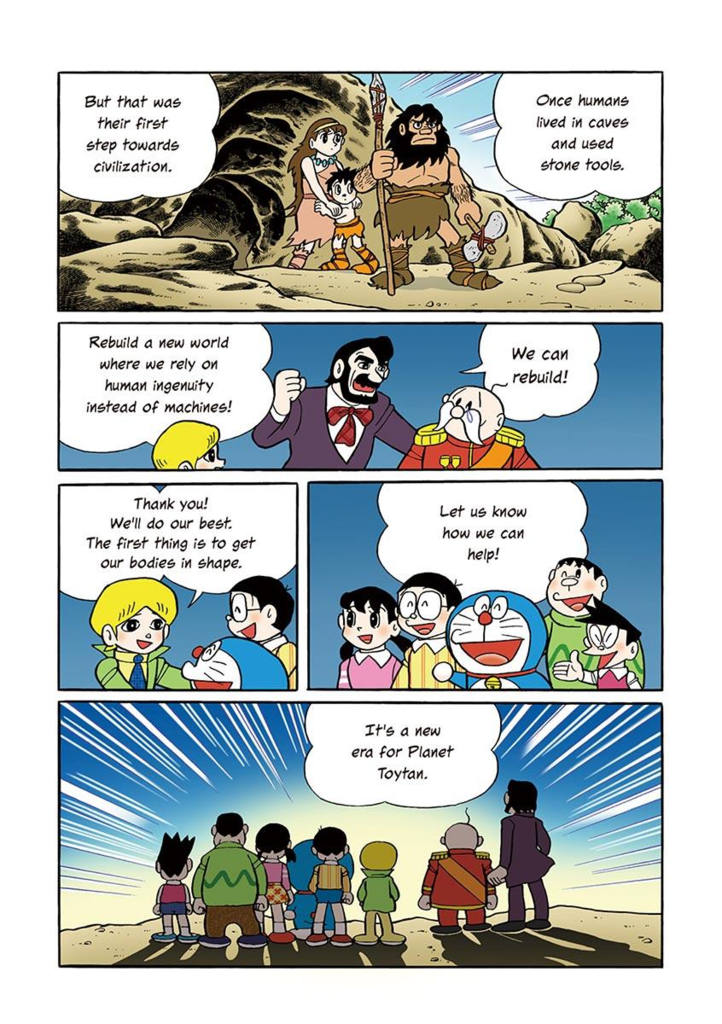 Once humans
lived in caves
and used
stone tools.
But that was
their first
step towards
civilization.
We can
rebuild!
Rebuild a new world
where we rely on
human ingenuity
instead of machines!
Thank you!
We'll do our best.
The first thing is to get
our bodies in shape.
Let us know
how we can
help!
It's a new
era for Planet
Toytan.